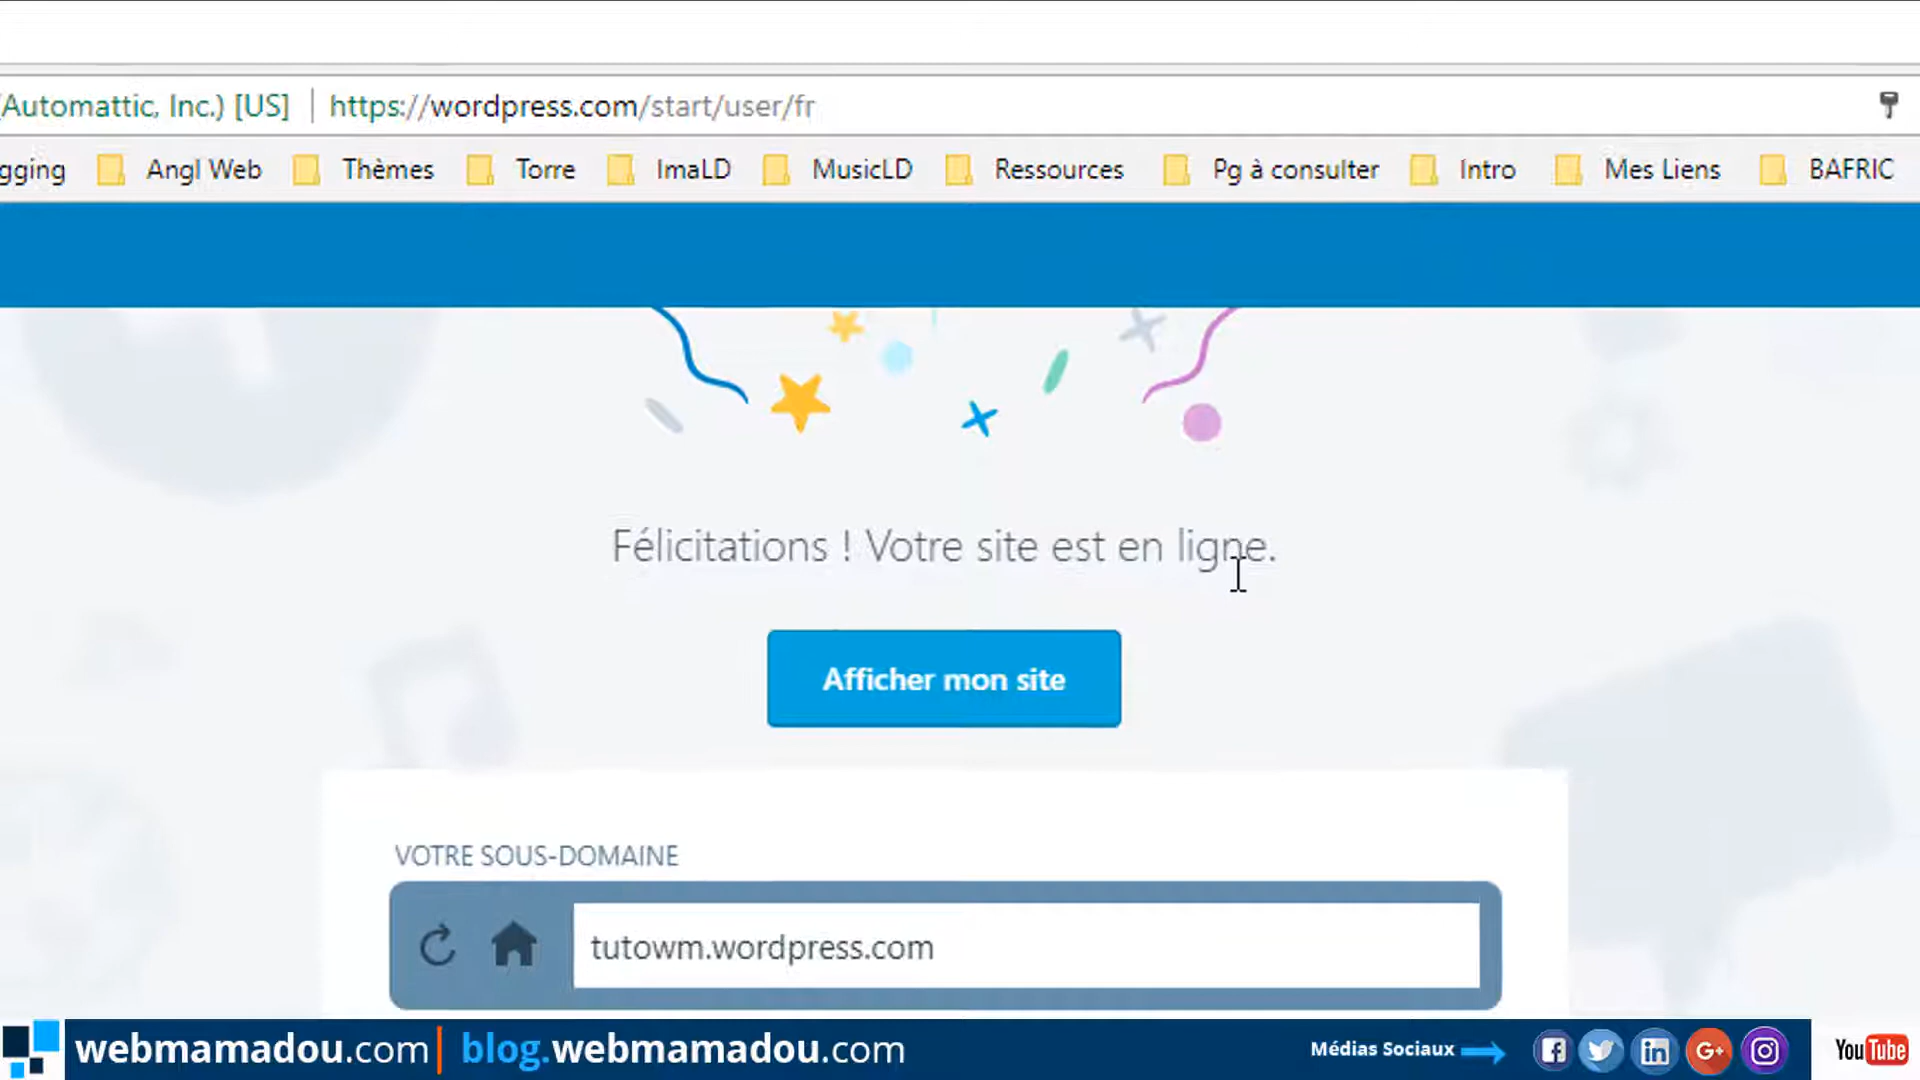 (Automattic, Inc.) [US] | https://wordpress.com/start/user/fr
gging Angl Web Thèmes Torre ImaLD MusicLD Ressources Pg à consulter Intro Mes Liens BAFRIC
Félicitations ! Votre site est en ligne.
Afficher mon site
VOTRE SOUS-DOMAINE
tutowm.wordpress.com
webmamadou.com | blog.webmamadou.com Médias Sociaux YouTube